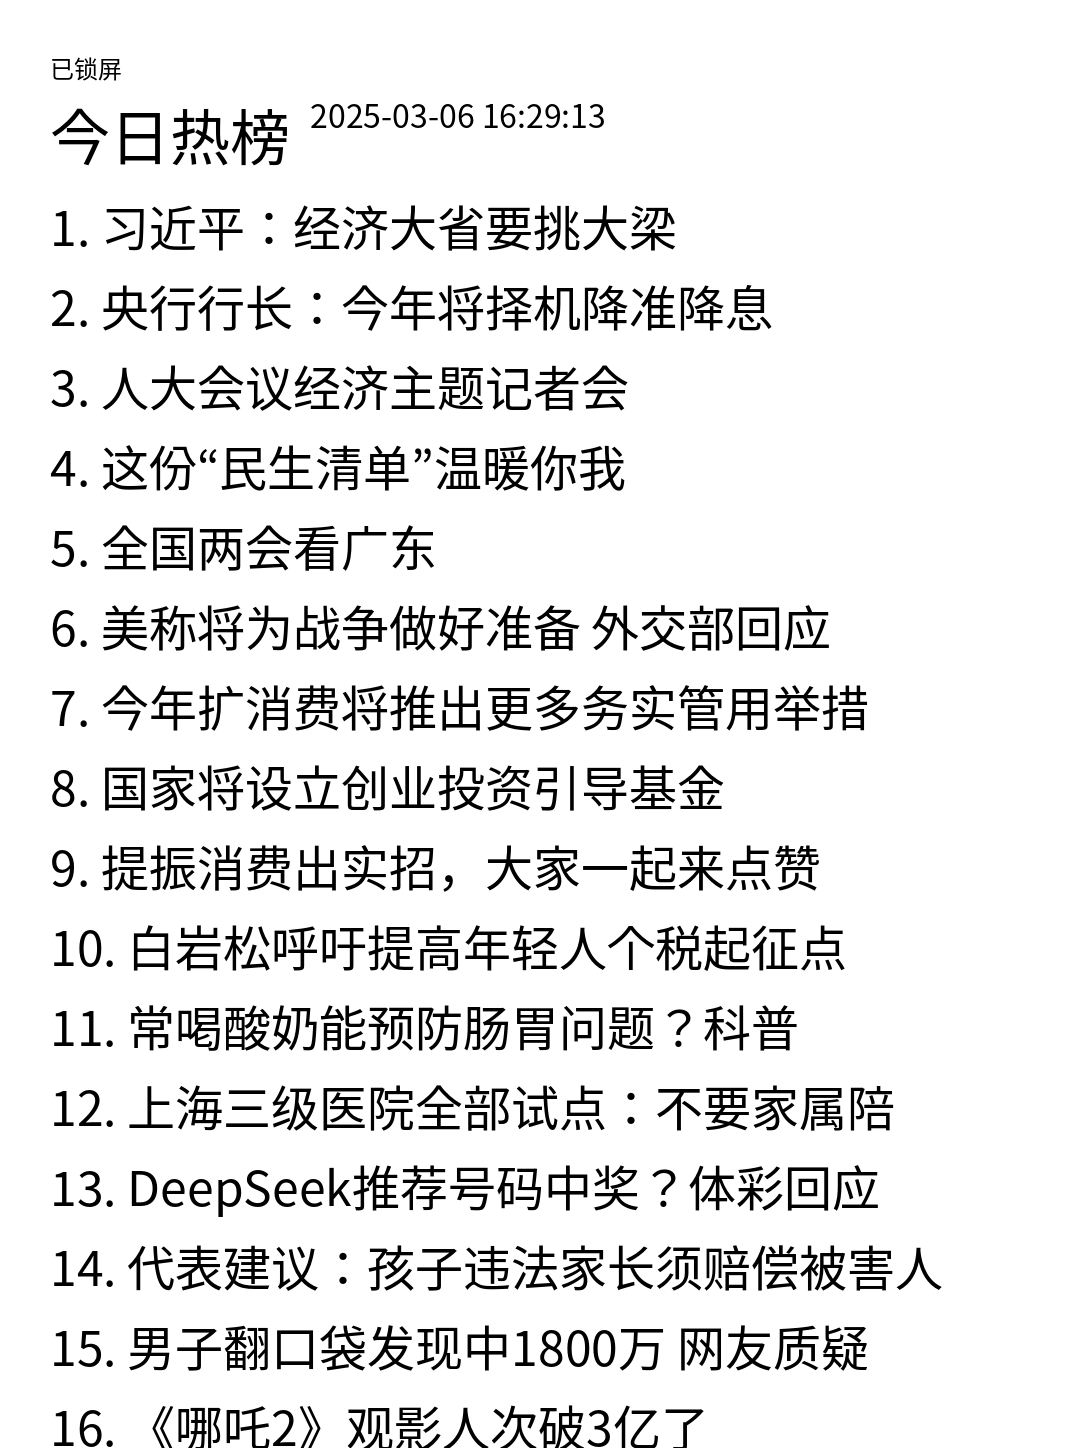 已锁屏
今日热榜 2025-03-06 16:29:13
1. 习近平：经济大省要挑大梁
2. 央行行长：今年将择机降准降息
3. 人大会议经济主题记者会
4. 这份“民生清单”温暖你我
5. 全国两会看广东
6. 美称将为战争做好准备 外交部回应
7. 今年扩消费将推出更多务实管用举措
8. 国家将设立创业投资引导基金
9. 提振消费出实招，大家一起来点赞
10. 白岩松呼吁提高年轻人个税起征点
11. 常喝酸奶能预防肠胃问题？科普
12. 上海三级医院全部试点：不要家属陪
13. DeepSeek推荐号码中奖？体彩回应
14. 代表建议：孩子违法家长须赔偿被害人
15. 男子翻口袋发现中1800万 网友质疑
16. 《哪吒2》观影人次破3亿了